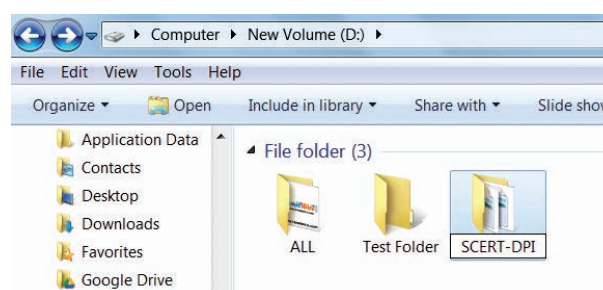 Computer ▸ New Volume (D:) ▸
File Edit View Tools Help
Organize ▾ Open Include in library ▾ Share with ▾ Slide
Application Data
Contacts
Desktop
Downloads
Favorites
Google Drive
File folder (3)
ALL
Test Folder
SCERT-DPI